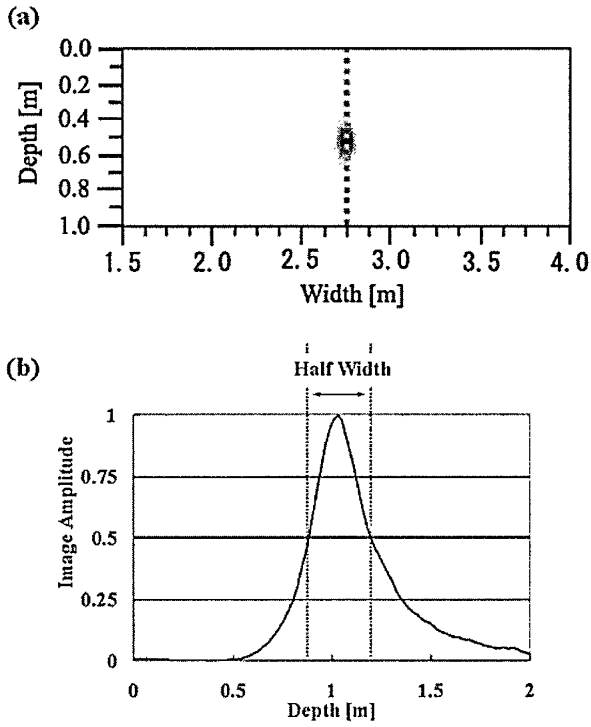 (a)
Depth [m]
0.0
0.2
0.4
0.6
0.8
1.0
1.5 2.0 2.5 3.0 3.5 4.0
Width [m]
(b)
Half Width
Image Amplitude
1
0.75
0.5
0.25
0
0 0.5 1 1.5 2
Depth [m]